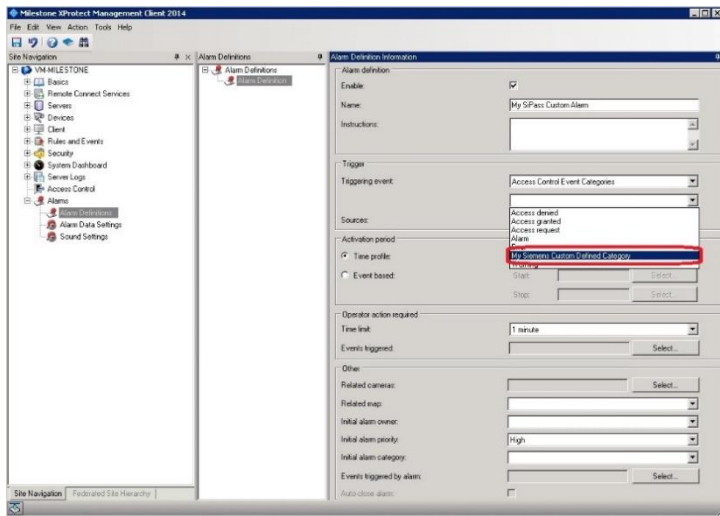 Milestone XProtect Management Client 2014
File Edit View Action Tools Help
Site Navigation
VM-MILESTONE
Basics
Remote Connect Services
Servers
Devices
Client
Rules and Events
Security
System Dashboard
Server Logs
Access Control
Alarms
Alarm Definitions
Alarm Data Settings
Sound Settings
Site Navigation
Federated Site Hierarchy
Alarm Definitions
Alarm Definitions
Alarm Definition
Alarm Definition Information
Alarm definition
Enable:
Name: My SiPass Custom Alarm
Instructions:
Trigger
Triggering event: Access Control Event Categories
Access denied
Access granted
Access request
Alarm
My Siemens Custom Defined Category
Warning
Sources:
Activation period
Time profile:
Event based: Start: Select...
Stop: Select...
Operator action required
Time limit: 1 minute
Events triggered: Select...
Other
Related cameras: Select...
Related map:
Initial alarm owner:
Initial alarm priority: High
Initial alarm category:
Events triggered by alarm: Select...
Auto-close alarm: